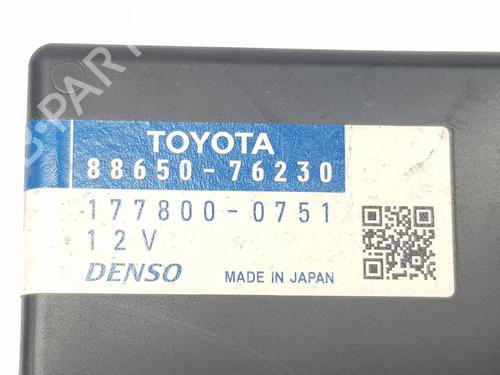 TOYOTA
88650-76230
177800-0751
12V
DENSO MADE IN JAPAN